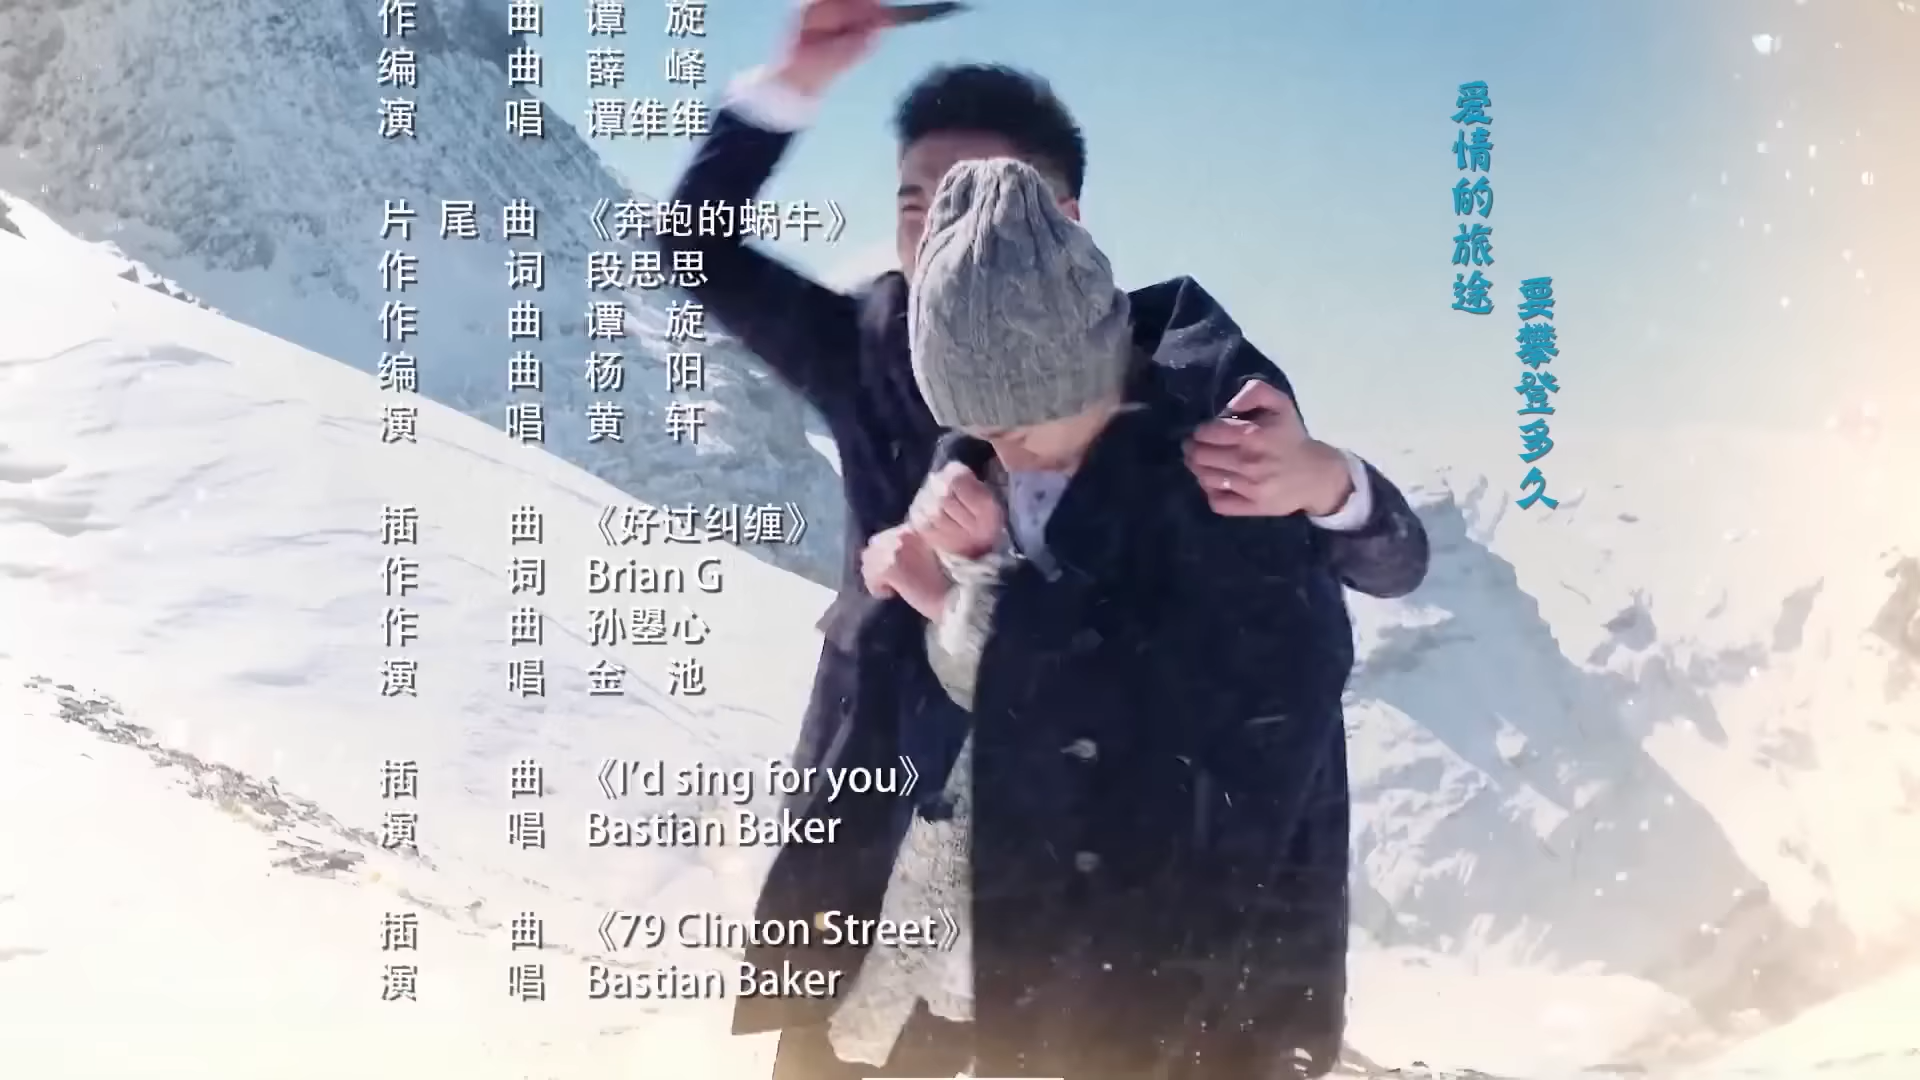 作曲 谭旋
编曲 薛峰
演唱 谭维维
片尾曲 《奔跑的蜗牛》
作词 段思思
作曲 谭旋
编曲 杨阳
演唱 黄轩
插曲 《好过纠缠》
作词 Brian G
作曲 孙曌心
演唱 金池
插曲 《I'd sing for you》
演唱 Bastian Baker
插曲 《79 Clinton Street》
演唱 Bastian Baker
爱情的旅途
要攀登多久